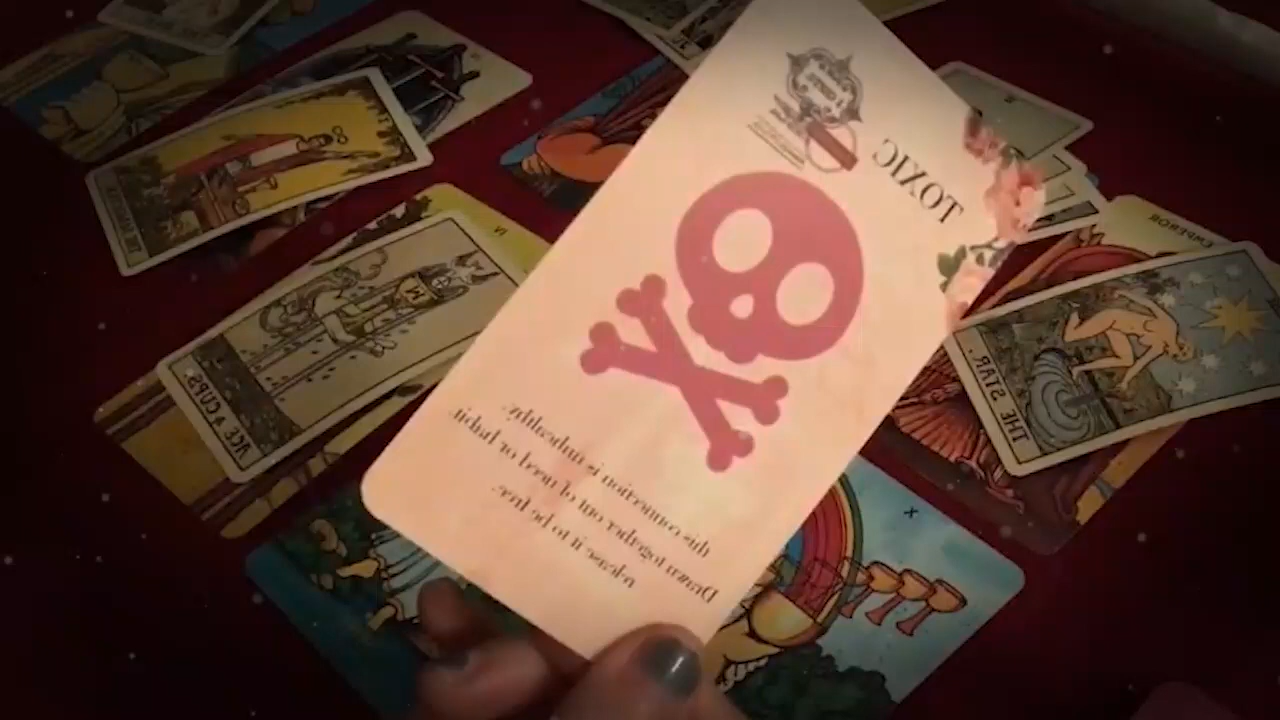 TOXIC
this connection is unhealthy.
Drawn together out of need or habit.
release it to be free.
ACE of CUPS.
THE STAR.
EMPEROR
X
VI